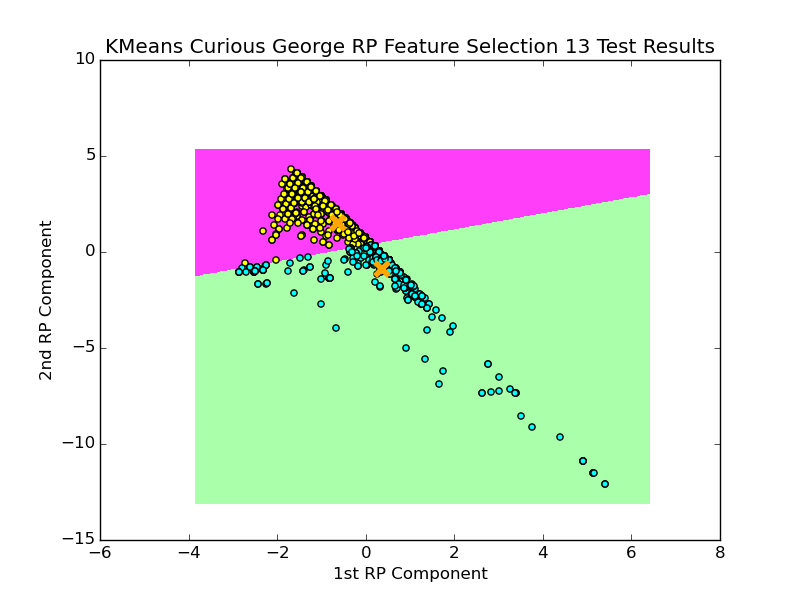 KMeans Curious George RP Feature Selection 13 Test Results
10
5
0
−5
−10
−15
2nd RP Component
−6 −4 −2 0 2 4 6 8
1st RP Component